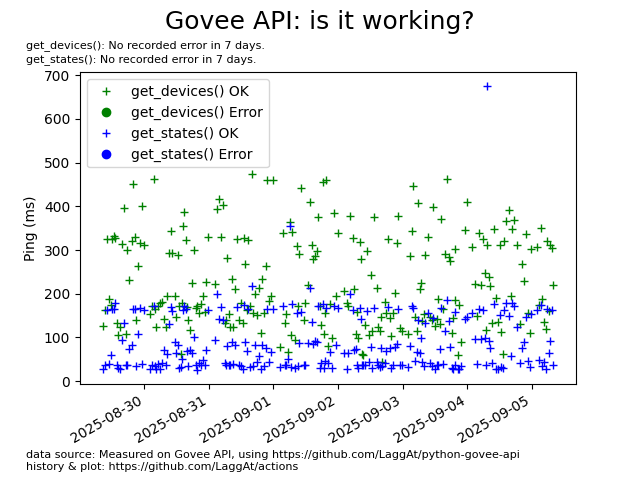 Govee API: is it working?
get_devices(): No recorded error in 7 days.
get_states(): No recorded error in 7 days.
700
600
500
400
300
200
100
0
Ping (ms)
get_devices() OK
get_devices() Error
get_states() OK
get_states() Error
2025-08-30
2025-08-31
2025-09-01
2025-09-02
2025-09-03
2025-09-04
2025-09-05
data source: Measured on Govee API, using https://github.com/LaggAt/python-govee-api
history & plot: https://github.com/LaggAt/actions